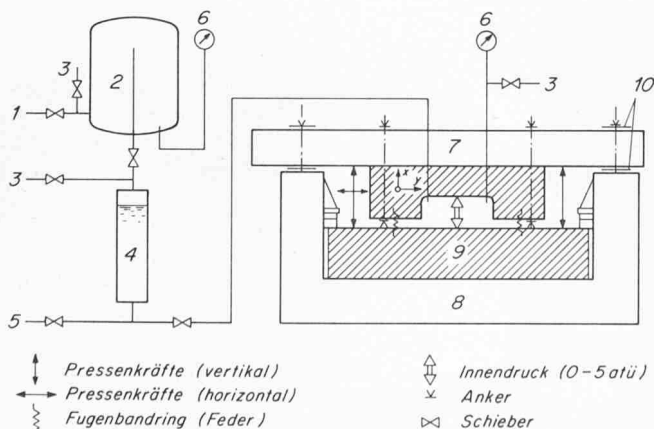 6
6
3
2
3
10
1
7
3
x
y
9
4
8
5
Pressenkräfte (vertikal)
Innendruck (0-5 atü)
Pressenkräfte (horizontal)
Anker
Fugenbandring (Feder)
Schieber